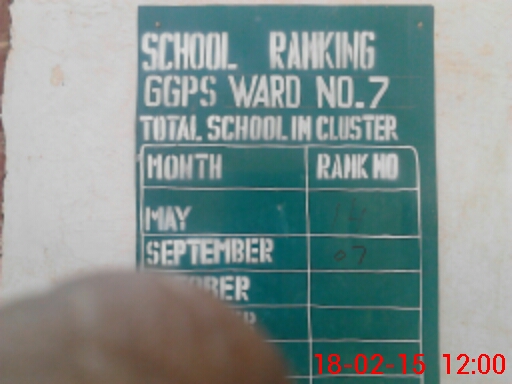 SCHOOL RANKING
GGPS WARD NO.7
TOTAL SCHOOL IN CLUSTER
MONTH RANK NO
MAY
SEPTEMBER 07
18-02-15 12:00